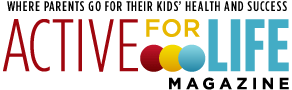 WHERE PARENTS GO FOR THEIR KIDS' HEALTH AND SUCCESS
ACTIVE FOR LIFE
MAGAZINE